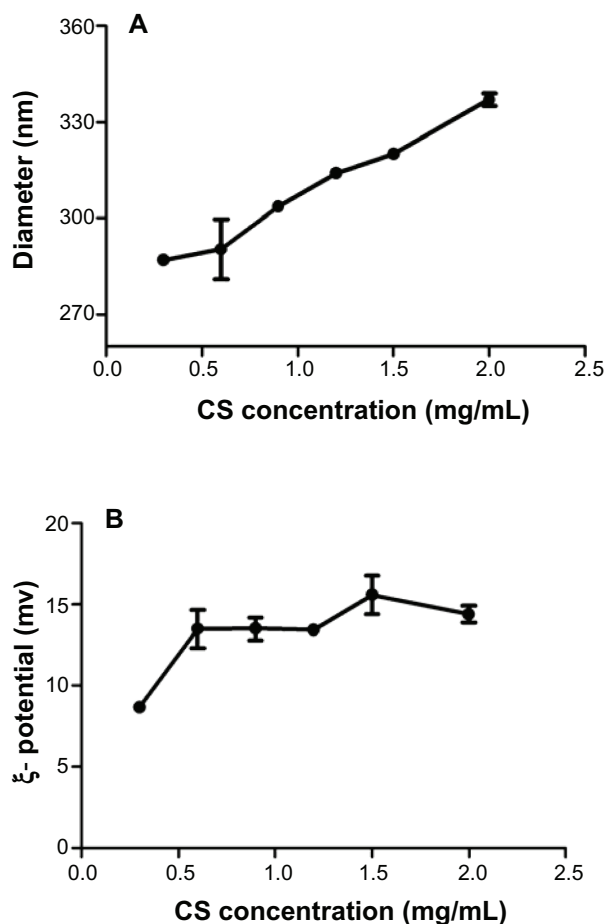 A
360
330
300
270
Diameter (nm)
0.0 0.5 1.0 1.5 2.0 2.5
CS concentration (mg/mL)
B
20
15
10
5
0
ξ- potential (mv)
0.0 0.5 1.0 1.5 2.0 2.5
CS concentration (mg/mL)